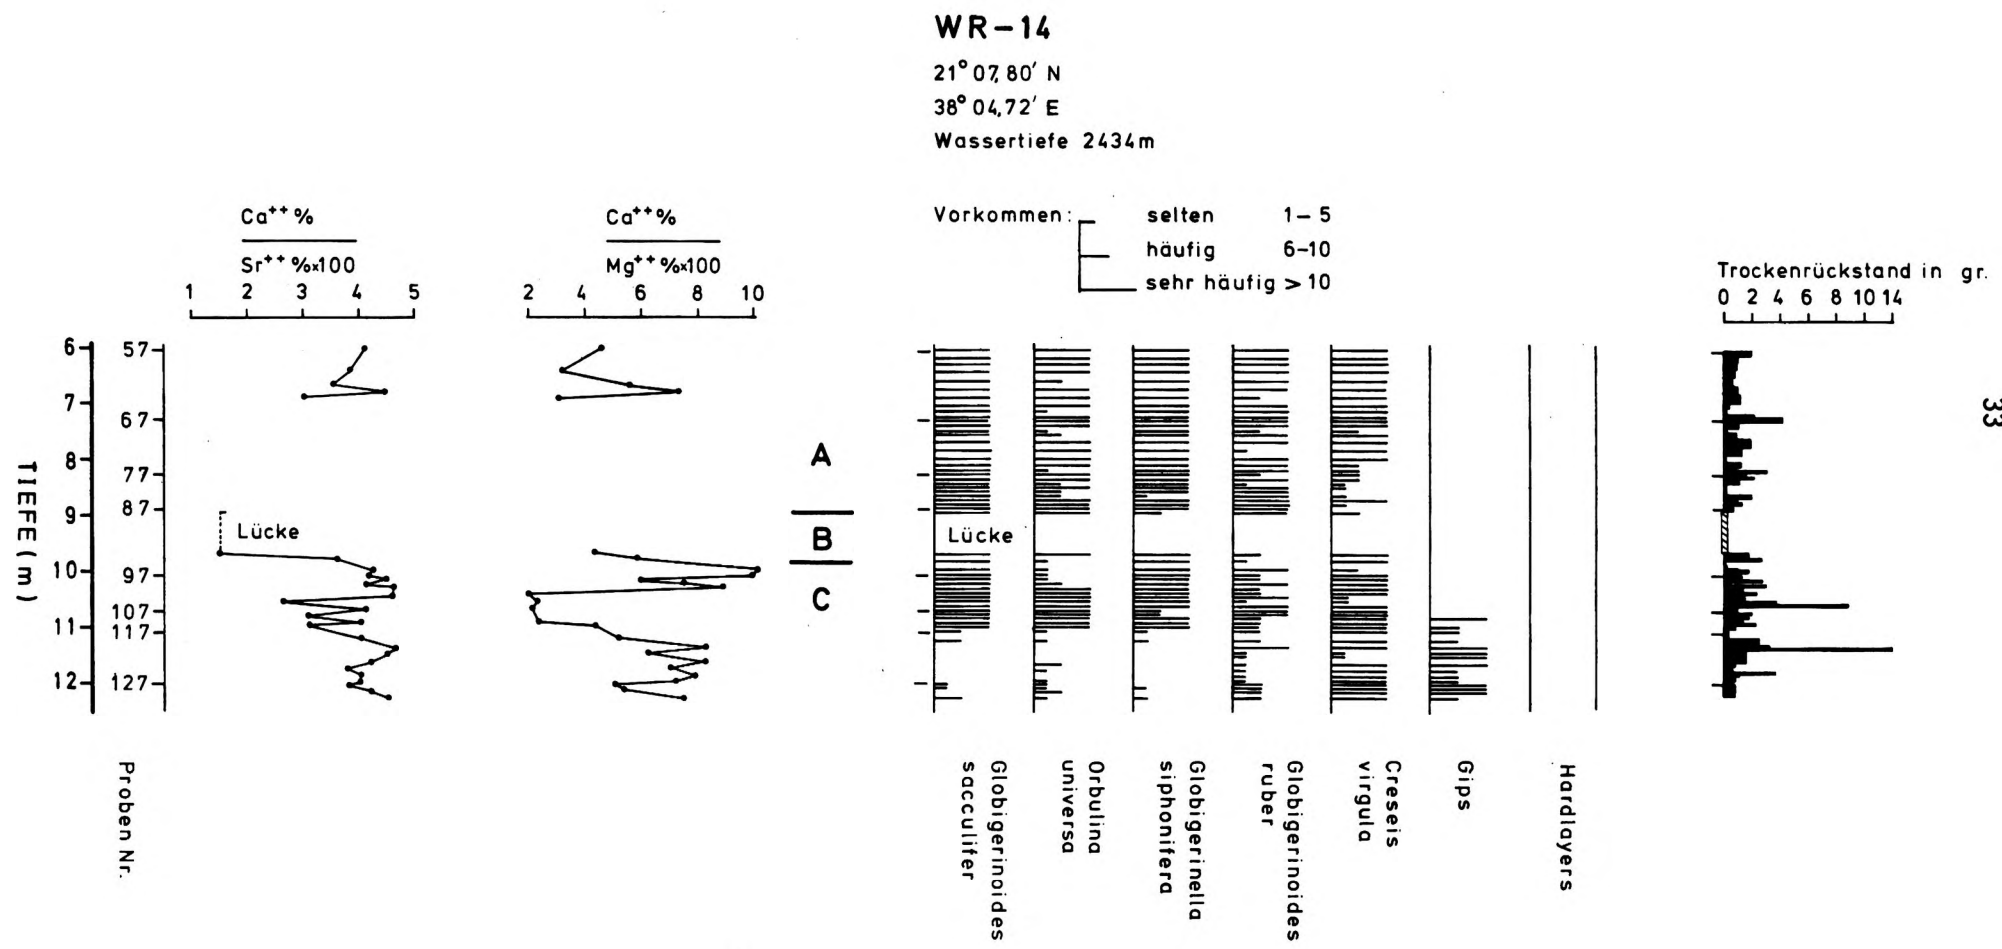 WR-14
21° 07,80′ N
38° 04,72′ E
Wassertiefe 2434m
Vorkommen: selten 1-5
häufig 6-10
sehr häufig > 10
Ca++ %
Sr++ %x100
1 2 3 4 5
Ca++ %
Mg++ %x100
2 4 6 8 10
Trockenrückstand in gr.
0 2 4 6 8 10 14
TIEFE (m)
6
7
8
9
10
11
12
Proben Nr.
57
67
77
87
97
107
117
127
Lücke
A
B
C
Lücke
Globigerinoides
sacculifer
Orbulina
universa
Globigerinella
siphonifera
Globigerinoides
ruber
Creseis
virgula
Gips
Hardlayers
33